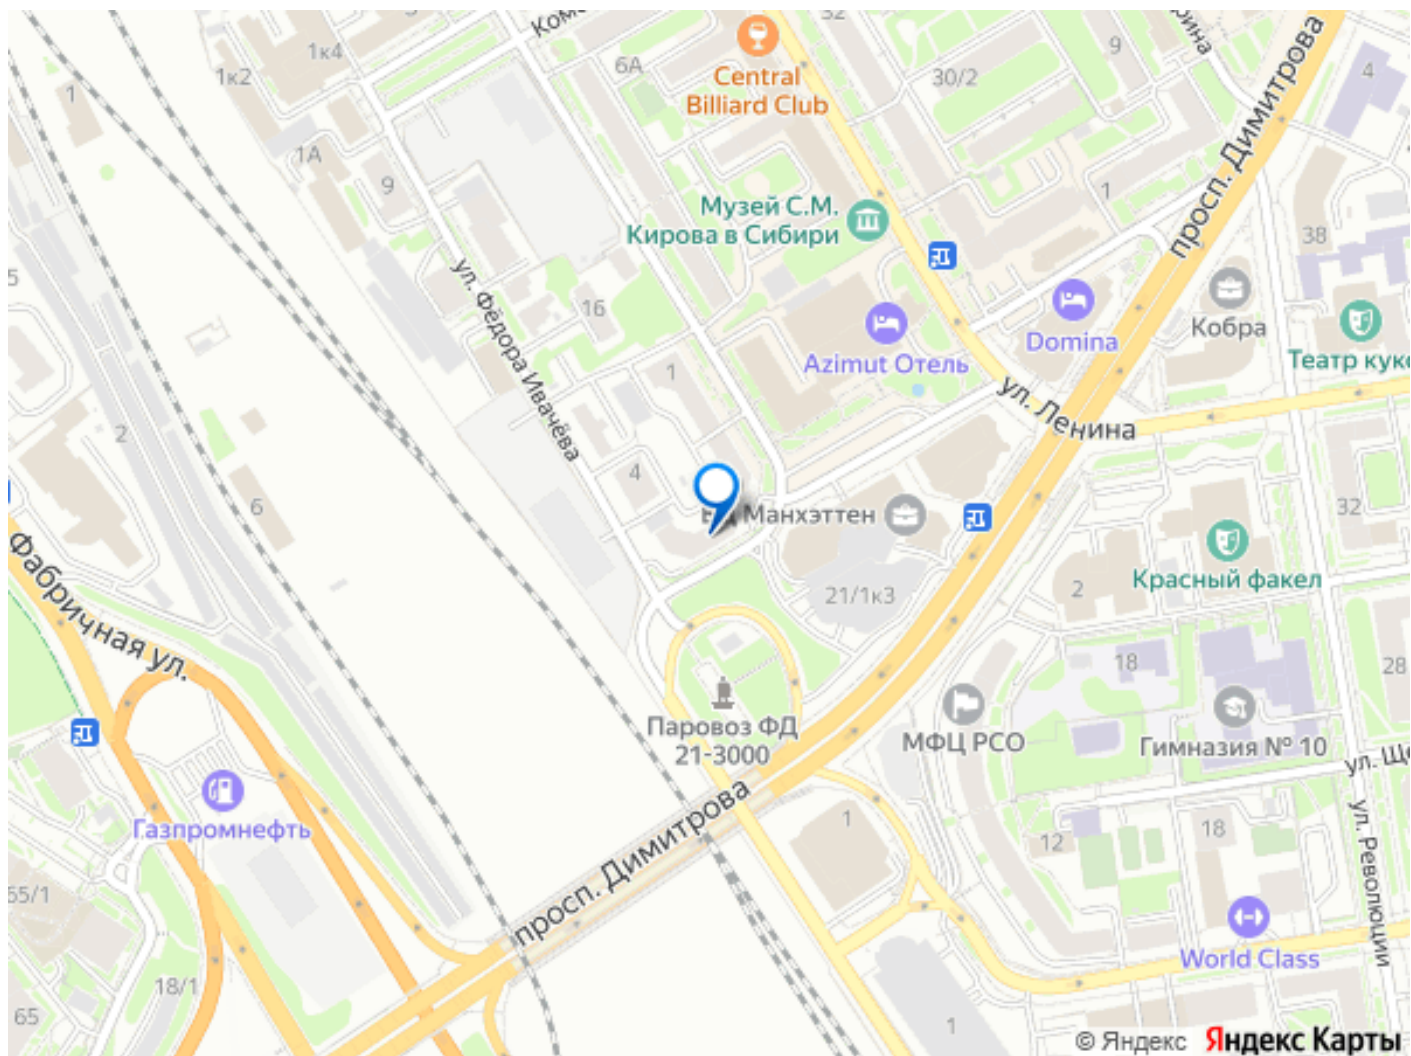 Central
Billiard Club
32
9
4
1к4
1к2
6А
30/2
1
1А
9
просп. Димитрова
Музей С.М.
Кирова в Сибири
1
38
ул. Фёдора Ивачёва
16
Azimut Отель
Domina
Кобра
Театр кук
ул. Ленина
1
2
4
6
Манхэттен
32
Красный факел
2
21/1к3
Фабричная ул.
18
28
Паровоз ФД
21-3000
МФЦ РСО
Гимназия № 10
ул. Ще
Газпромнефть
просп. Димитрова
1
12
18
ул. Революции
65/1
World Class
18/1
65
1
© Яндекс Яндекс Карты